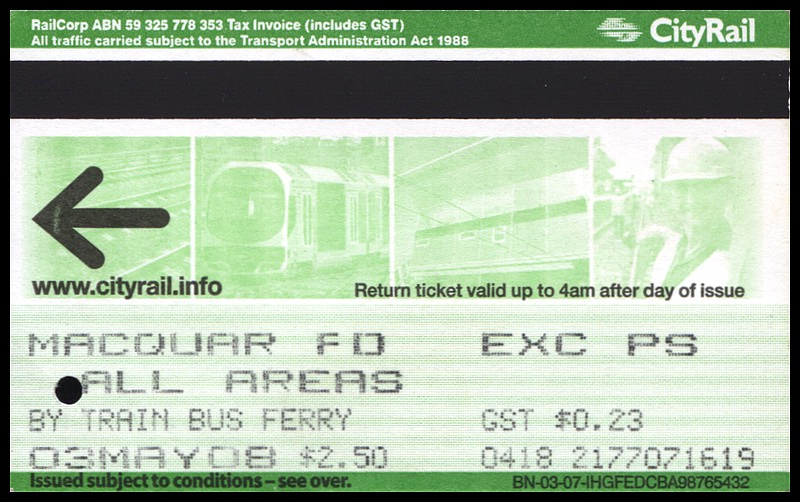 RailCorp ABN 59 325 778 353 Tax Invoice (includes GST)
All traffic carried subject to the Transport Administration Act 1988
CityRail
www.cityrail.info
Return ticket valid up to 4am after day of issue
MACQUAR FD EXC PS
ALL AREAS
BY TRAIN BUS FERRY GST $0.23
03MAY08 $2.50 0418 2177071619
Issued subject to conditions – see over. BN-03-07-IHGFEDCBA98765432